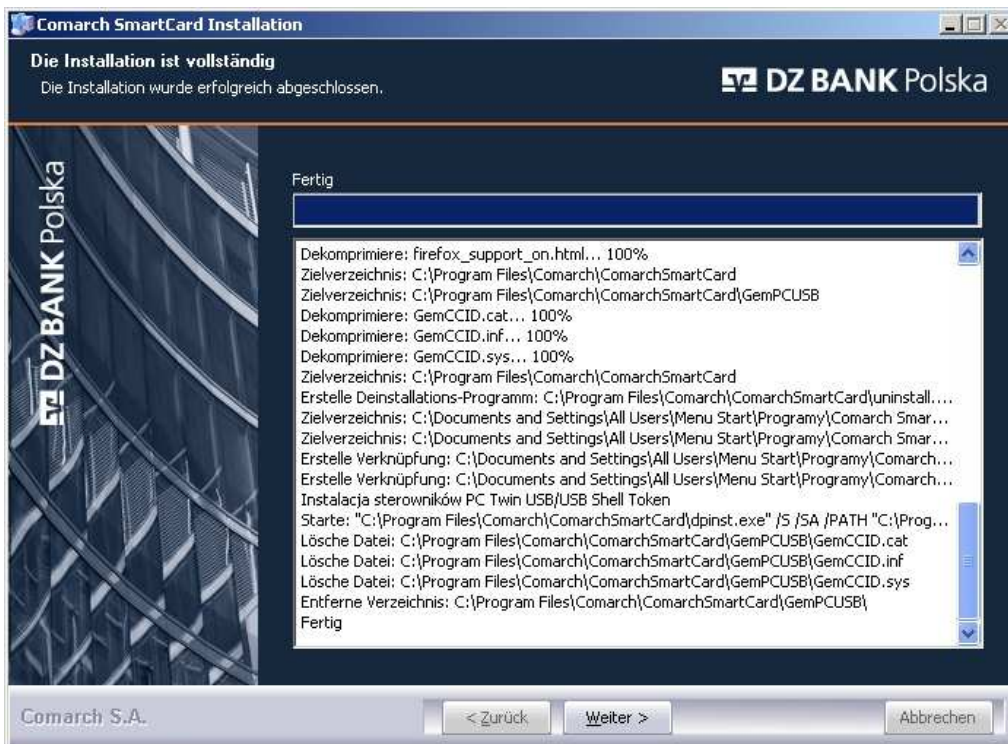 Comarch SmartCard Installation
Die Installation ist vollständig
Die Installation wurde erfolgreich abgeschlossen.
DZ BANK Polska
DZ BANK Polska
Fertig
Dekomprimiere: firefox_support_on.html... 100%
Zielverzeichnis: C:\Program Files\Comarch\ComarchSmartCard
Zielverzeichnis: C:\Program Files\Comarch\ComarchSmartCard\GemPCUSB
Dekomprimiere: GemCCID.cat... 100%
Dekomprimiere: GemCCID.inf... 100%
Dekomprimiere: GemCCID.sys... 100%
Zielverzeichnis: C:\Program Files\Comarch\ComarchSmartCard
Erstelle Deinstallations-Programm: C:\Program Files\Comarch\ComarchSmartCard\uninstall....
Zielverzeichnis: C:\Documents and Settings\All Users\Menu Start\Programy\Comarch Smar...
Zielverzeichnis: C:\Documents and Settings\All Users\Menu Start\Programy\Comarch Smar...
Erstelle Verknüpfung: C:\Documents and Settings\All Users\Menu Start\Programy\Comarch...
Erstelle Verknüpfung: C:\Documents and Settings\All Users\Menu Start\Programy\Comarch...
Instalacja sterowników PC Twin USB/USB Shell Token
Starte: "C:\Program Files\Comarch\ComarchSmartCard\dpinst.exe" /S /SA /PATH "C:\Prog...
Lösche Datei: C:\Program Files\Comarch\ComarchSmartCard\GemPCUSB\GemCCID.cat
Lösche Datei: C:\Program Files\Comarch\ComarchSmartCard\GemPCUSB\GemCCID.inf
Lösche Datei: C:\Program Files\Comarch\ComarchSmartCard\GemPCUSB\GemCCID.sys
Entferne Verzeichnis: C:\Program Files\Comarch\ComarchSmartCard\GemPCUSB\
Fertig
Comarch S.A.
< Zurück
Weiter >
Abbrechen